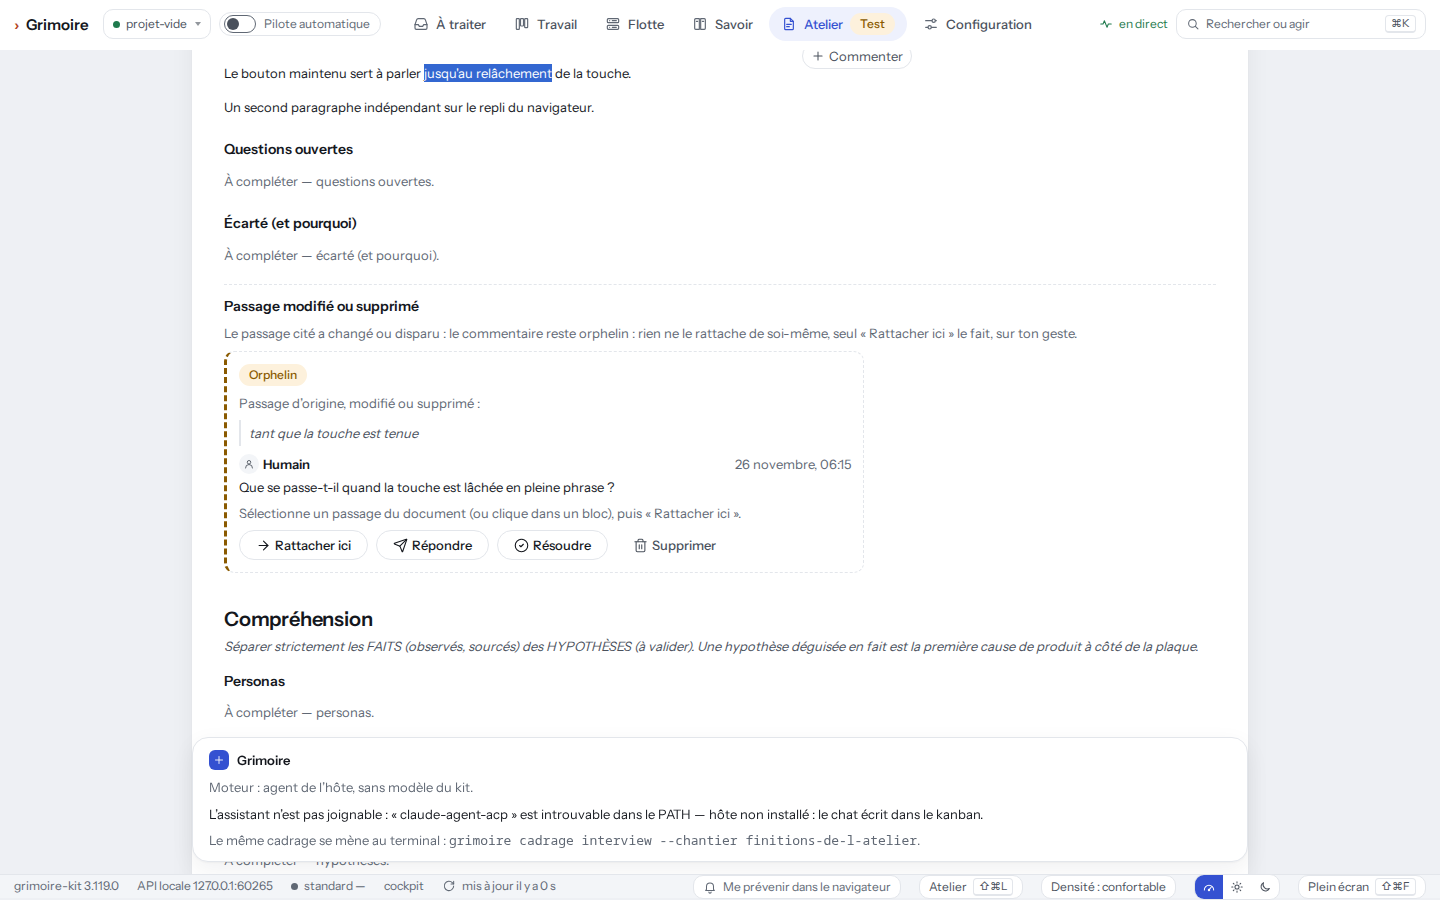 › Grimoire
projet-vide
Pilote automatique
À traiter
Travail
Flotte
Savoir
Atelier
Test
Configuration
en direct
Rechercher ou agir
⌘K
Commenter
Le bouton maintenu sert à parler jusqu'au relâchement de la touche.
Un second paragraphe indépendant sur le repli du navigateur.
Questions ouvertes
À compléter — questions ouvertes.
Écarté (et pourquoi)
À compléter — écarté (et pourquoi).
Passage modifié ou supprimé
Le passage cité a changé ou disparu : le commentaire reste orphelin : rien ne le rattache de soi-même, seul « Rattacher ici » le fait, sur ton geste.
Orphelin
Passage d'origine, modifié ou supprimé :
tant que la touche est tenue
Humain
26 novembre, 06:15
Que se passe-t-il quand la touche est lâchée en pleine phrase ?
Sélectionne un passage du document (ou clique dans un bloc), puis « Rattacher ici ».
Rattacher ici
Répondre
Résoudre
Supprimer
Compréhension
Séparer strictement les FAITS (observés, sourcés) des HYPOTHÈSES (à valider). Une hypothèse déguisée en fait est la première cause de produit à côté de la plaque.
Personas
À compléter — personas.
Grimoire
Moteur : agent de l'hôte, sans modèle du kit.
L'assistant n'est pas joignable : « claude-agent-acp » est introuvable dans le PATH — hôte non installé : le chat écrit dans le kanban.
Le même cadrage se mène au terminal : grimoire cadrage interview --chantier finitions-de-l-atelier.
À compléter — hypothèses.
grimoire-kit 3.119.0
API locale 127.0.0.1:60265
standard —
cockpit
mis à jour il y a 0 s
Me prévenir dans le navigateur
Atelier ⇧⌘L
Densité : confortable
Plein écran ⇧⌘F